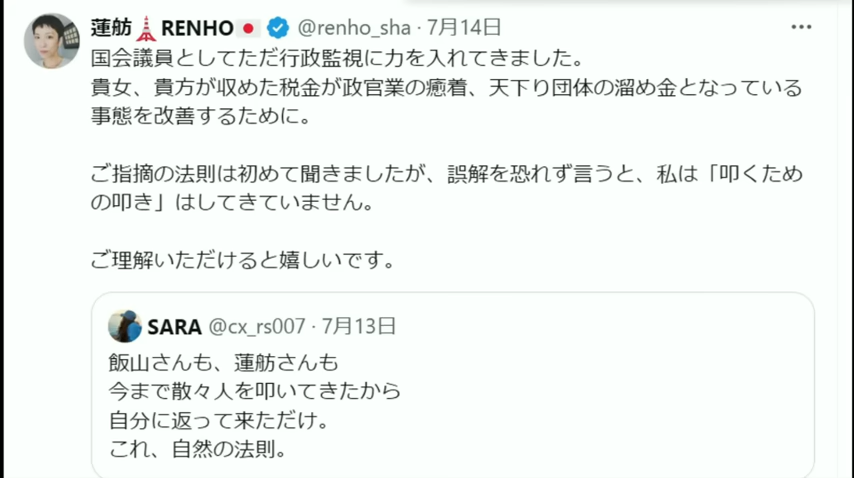 蓮舫🗼RENHO🇯🇵 @renho_sha · 7月14日
国会議員としてただ行政監視に力を入れてきました。
貴女、貴方が収めた税金が政官業の癒着、天下り団体の溜め金となっている
事態を改善するために。
ご指摘の法則は初めて聞きましたが、誤解を恐れず言うと、私は「叩くため
の叩き」はしてきていません。
ご理解いただけると嬉しいです。
SARA @cx_rs007 · 7月13日
飯山さんも、蓮舫さんも
今まで散々人を叩いてきたから
自分に返って来ただけ。
これ、自然の法則。